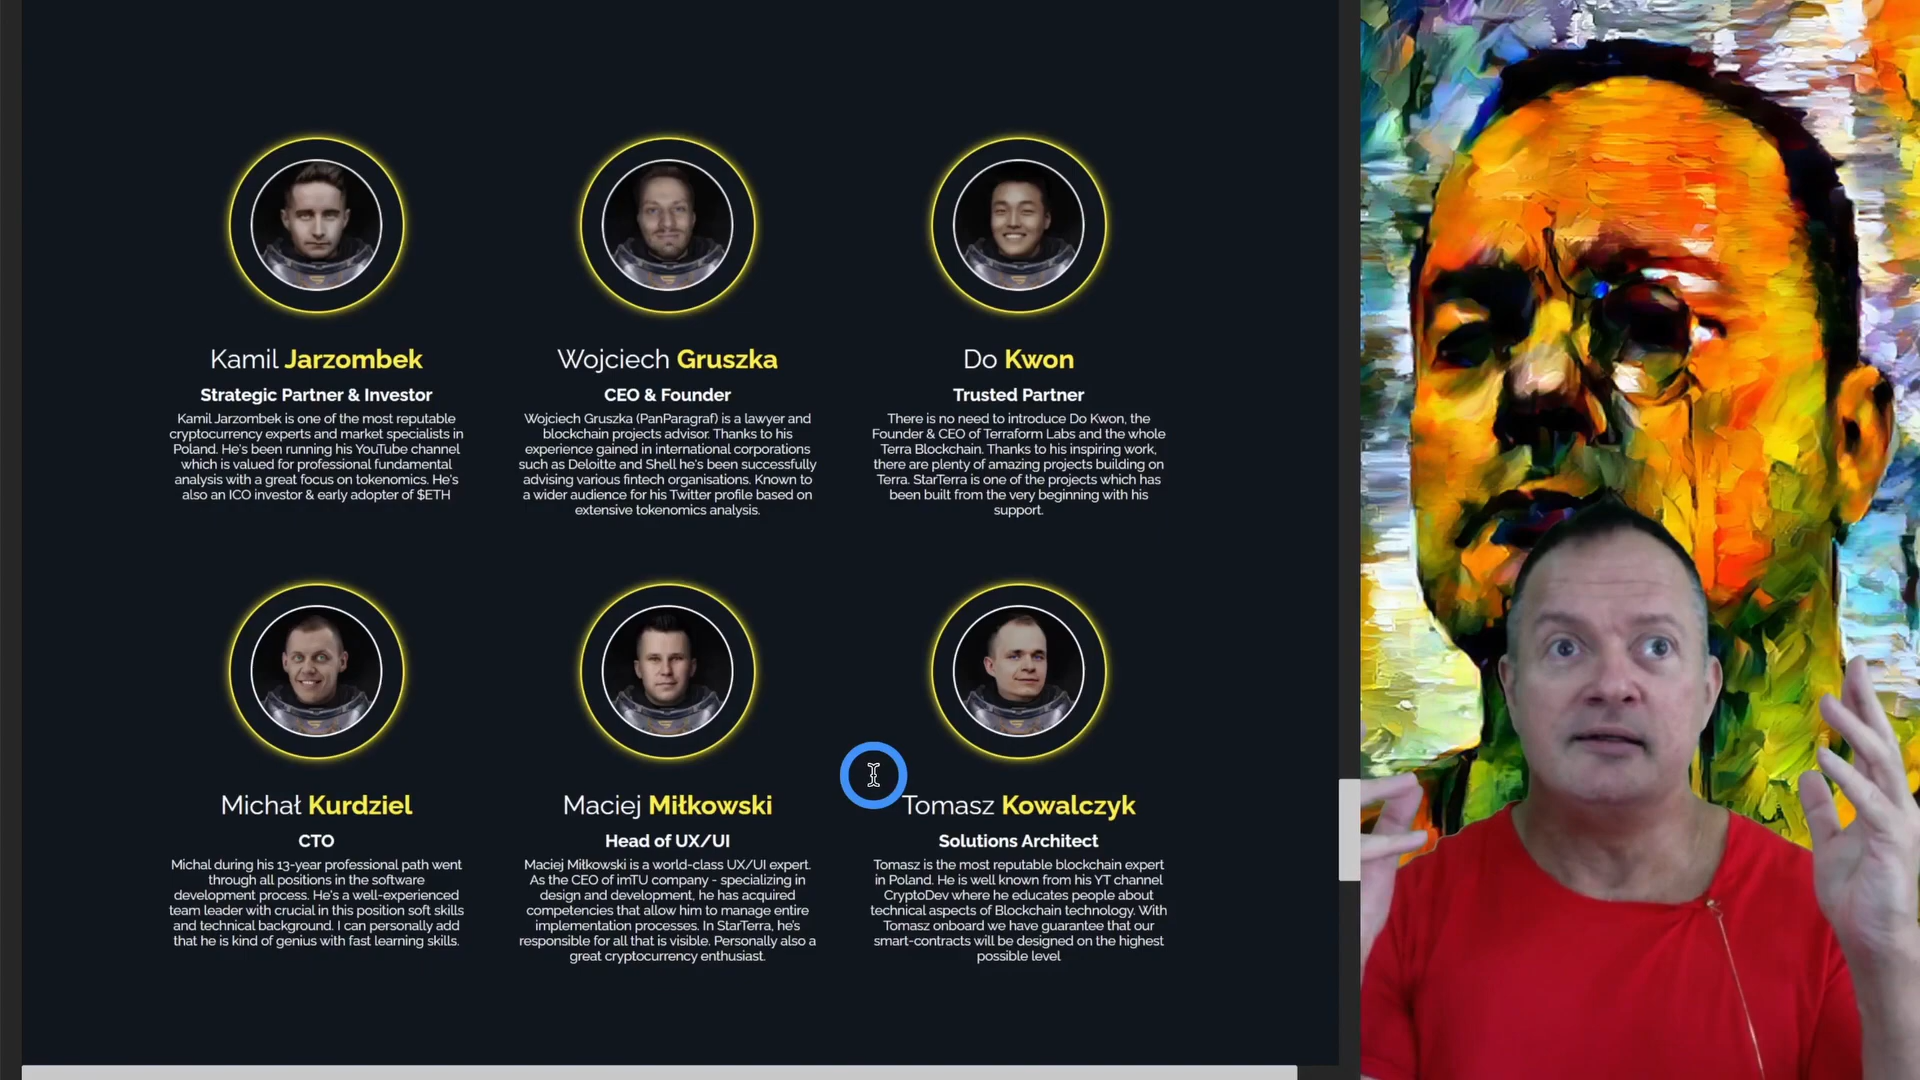 Kamil Jarzombek
Strategic Partner & Investor
Kamil Jarzombek is one of the most reputable
cryptocurrency experts and market specialists in
Poland. He's been running his YouTube channel
which is valued for professional fundamental
analysis with a great focus on tokenomics. He's
also an ICO investor & early adopter of $ETH
Wojciech Gruszka
CEO & Founder
Wojciech Gruszka (PanParagraf) is a lawyer and
blockchain projects advisor. Thanks to his
experience gained in international corporations
such as Deloitte and Shell he's been successfully
advising various fintech organisations. Known to
a wider audience for his Twitter profile based on
extensive tokenomics analysis.
Do Kwon
Trusted Partner
There is no need to introduce Do Kwon, the
Founder & CEO of Terraform Labs and the whole
Terra Blockchain. Thanks to his inspiring work,
there are plenty of amazing projects building on
Terra. StarTerra is one of the projects which has
been built from the very beginning with his
support.
Michał Kurdziel
CTO
Michal during his 13-year professional path went
through all positions in the software
development process. He's a well-experienced
team leader with crucial in this position soft skills
and technical background. I can personally add
that he is kind of genius with fast learning skills.
Maciej Miłkowski
Head of UX/UI
Maciej Miłkowski is a world-class UX/UI expert.
As the CEO of imTU company - specializing in
design and development, he has acquired
competencies that allow him to manage entire
implementation processes. In StarTerra, he's
responsible for all that is visible. Personally also a
great cryptocurrency enthusiast.
Tomasz Kowalczyk
Solutions Architect
Tomasz is the most reputable blockchain expert
in Poland. He is well known from his YT channel
CryptoDev where he educates people about
technical aspects of Blockchain technology. With
Tomasz onboard we have guarantee that our
smart-contracts will be designed on the highest
possible level